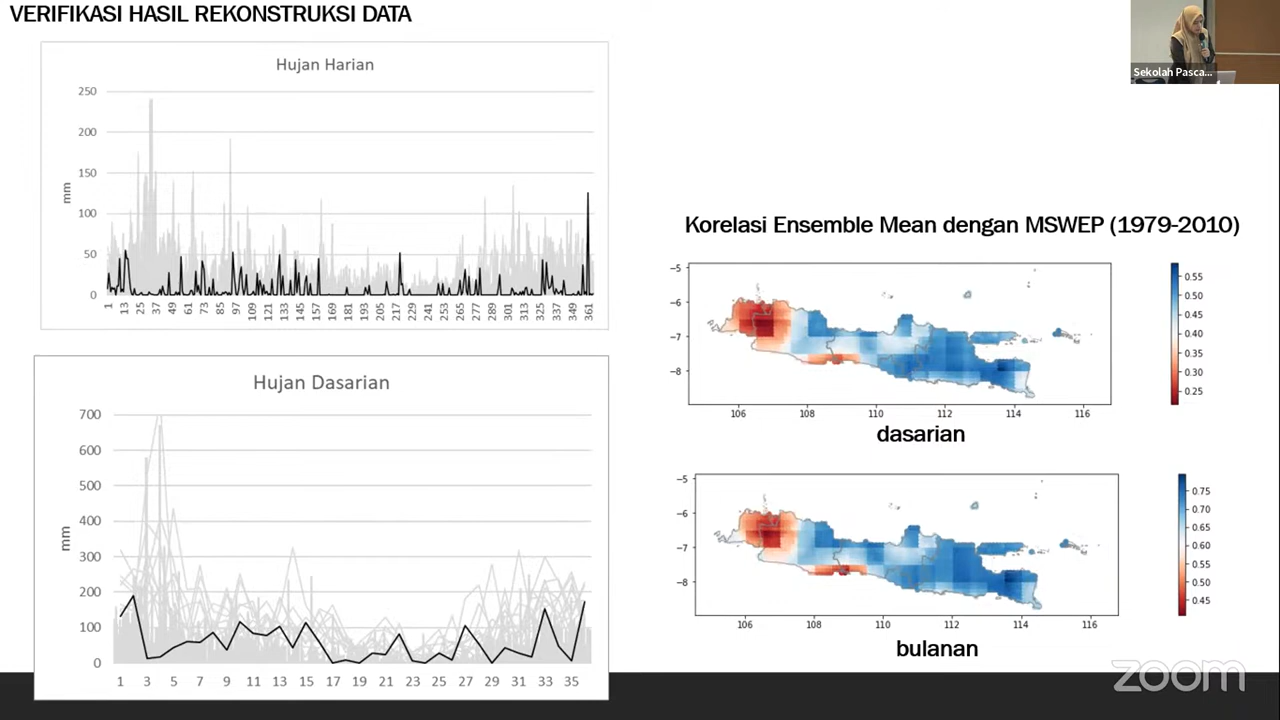 VERIFIKASI HASIL REKONSTRUKSI DATA
Sekolah Pasca...
Hujan Harian
250
200
150
100
50
0
mm
1 13 25 37 49 61 73 85 97 109 121 133 145 157 169 181 193 205 217 229 241 253 265 277 289 301 313 325 337 349 361
Hujan Dasarian
700
600
500
400
300
200
100
0
mm
1 3 5 7 9 11 13 15 17 19 21 23 25 27 29 31 33 35
Korelasi Ensemble Mean dengan MSWEP (1979-2010)
−5
−6
−7
−8
106 108 110 112 114 116
0.55
0.50
0.45
0.40
0.35
0.30
0.25
dasarian
−5
−6
−7
−8
106 108 110 112 114 116
0.75
0.70
0.65
0.60
0.55
0.50
0.45
bulanan
zoom